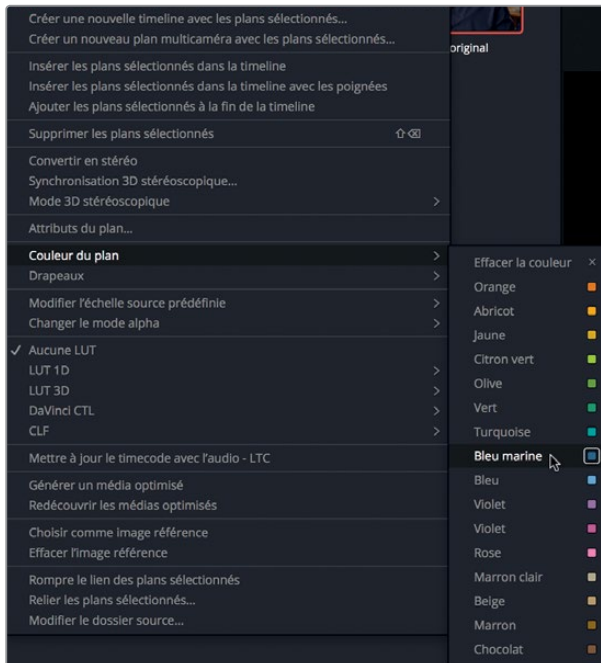 Créer une nouvelle timeline avec les plans sélectionnés...
Créer un nouveau plan multicaméra avec les plans sélectionnés...
original
Insérer les plans sélectionnés dans la timeline
Insérer les plans sélectionnés dans la timeline avec les poignées
Ajouter les plans sélectionnés à la fin de la timeline
Supprimer les plans sélectionnés
Convertir en stéréo
Synchronisation 3D stéréoscopique...
Mode 3D stéréoscopique
Attributs du plan...
Couleur du plan
Drapeaux
Modifier l'échelle source prédéfinie
Changer le mode alpha
Aucune LUT
LUT 1D
LUT 3D
DaVinci CTL
CLF
Mettre à jour le timecode avec l'audio - LTC
Générer un média optimisé
Redécouvrir les médias optimisés
Choisir comme image référence
Effacer l'image référence
Rompre le lien des plans sélectionnés
Relier les plans sélectionnés...
Modifier le dossier source...
Effacer la couleur
Orange
Abricot
Jaune
Citron vert
Olive
Vert
Turquoise
Bleu marine
Bleu
Violet
Violet
Rose
Marron clair
Beige
Marron
Chocolat